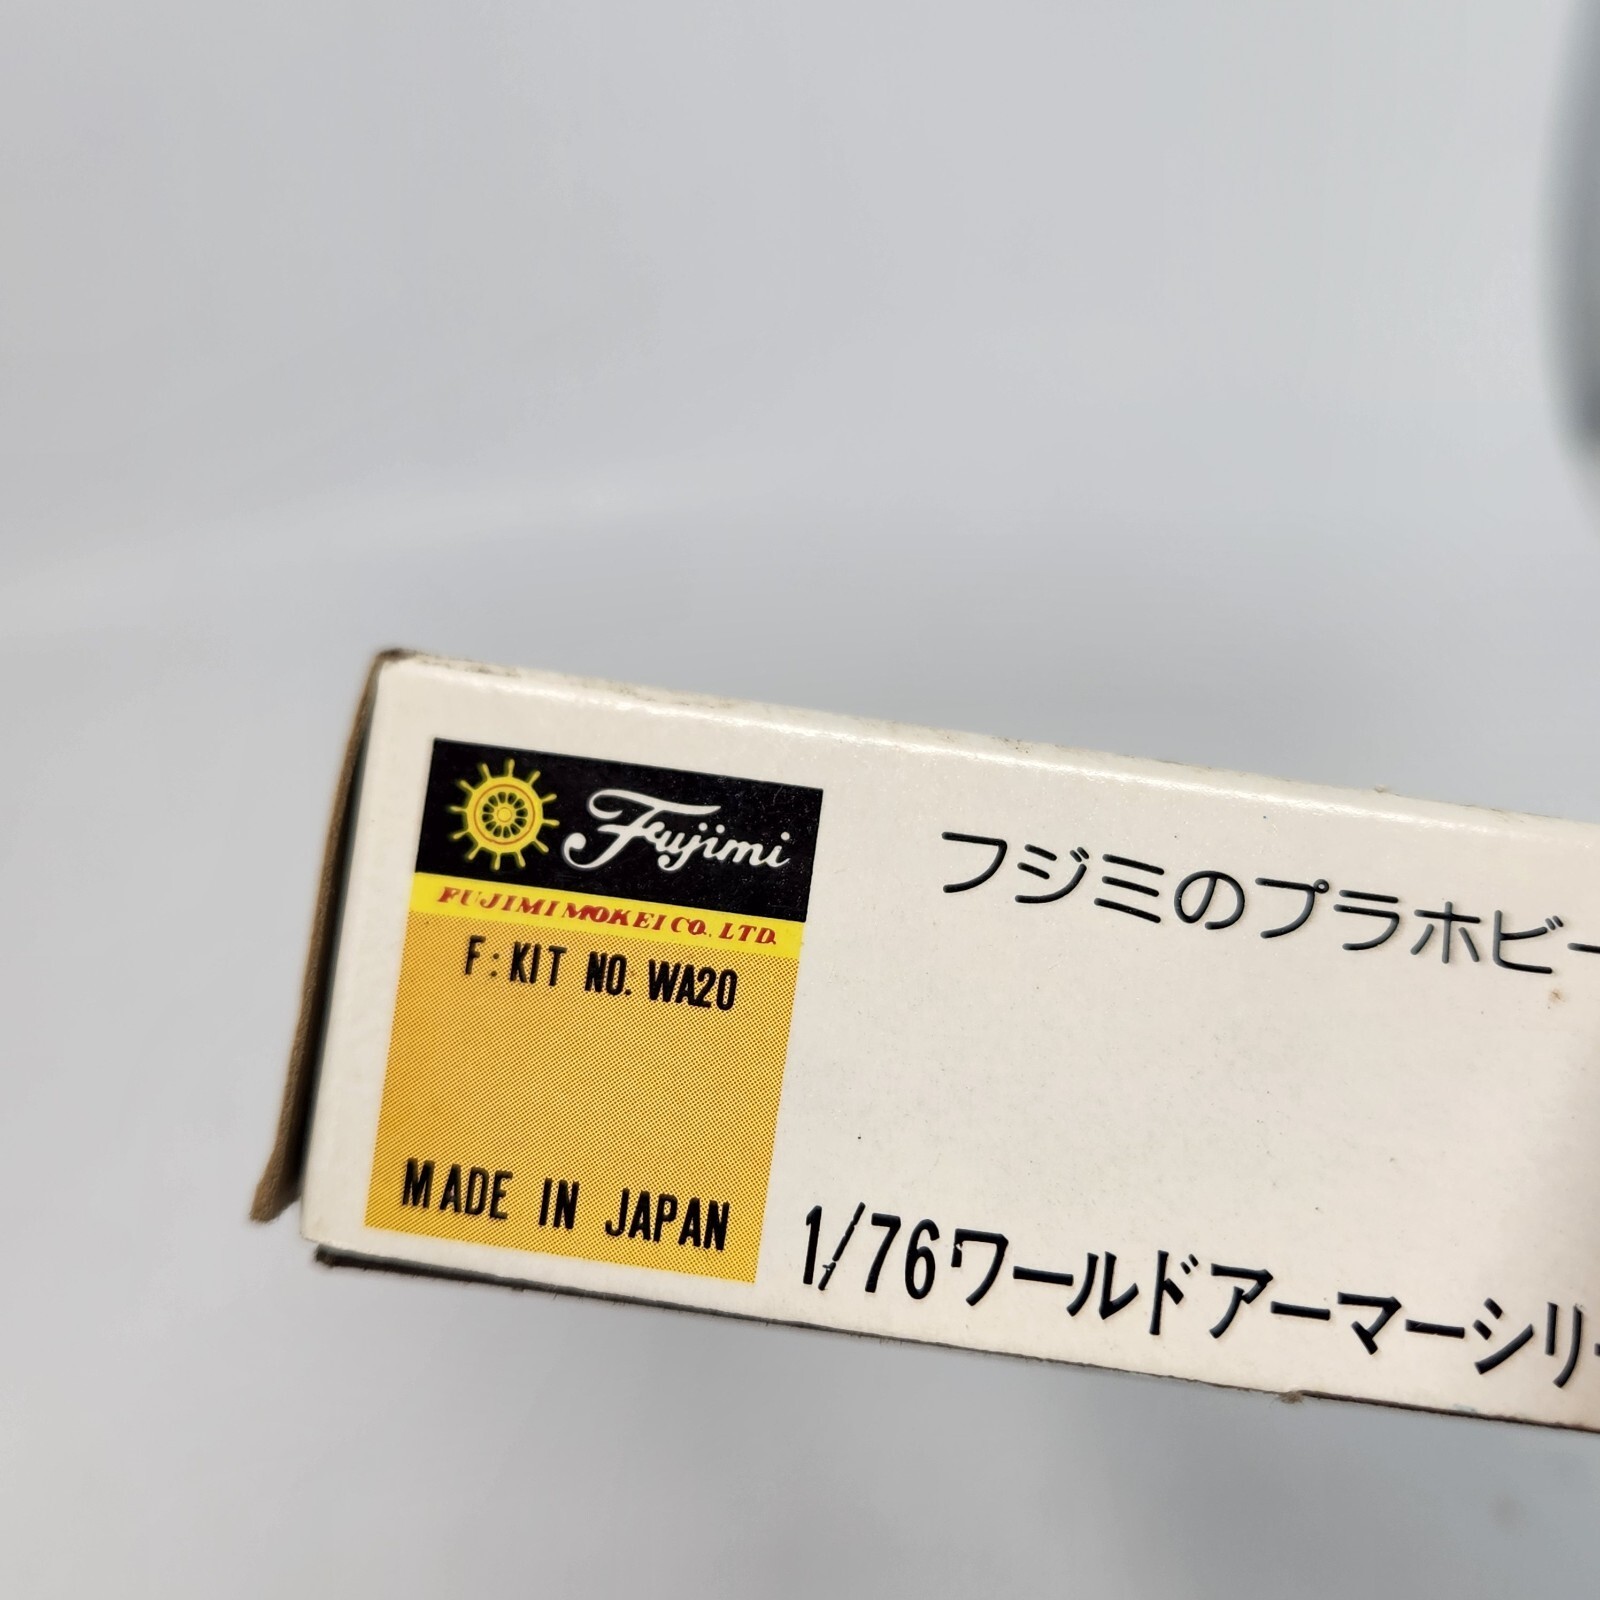 Fujimi
FUJIMI MOKEI CO. LTD.
F: KIT NO. WA20
MADE IN JAPAN
フジミのプラホビー
1/76ワールドアーマーシリー